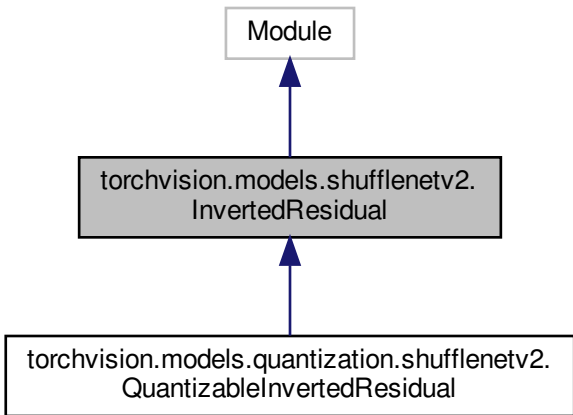 Module
torchvision.models.shufflenetv2.
InvertedResidual
torchvision.models.quantization.shufflenetv2.
QuantizableInvertedResidual